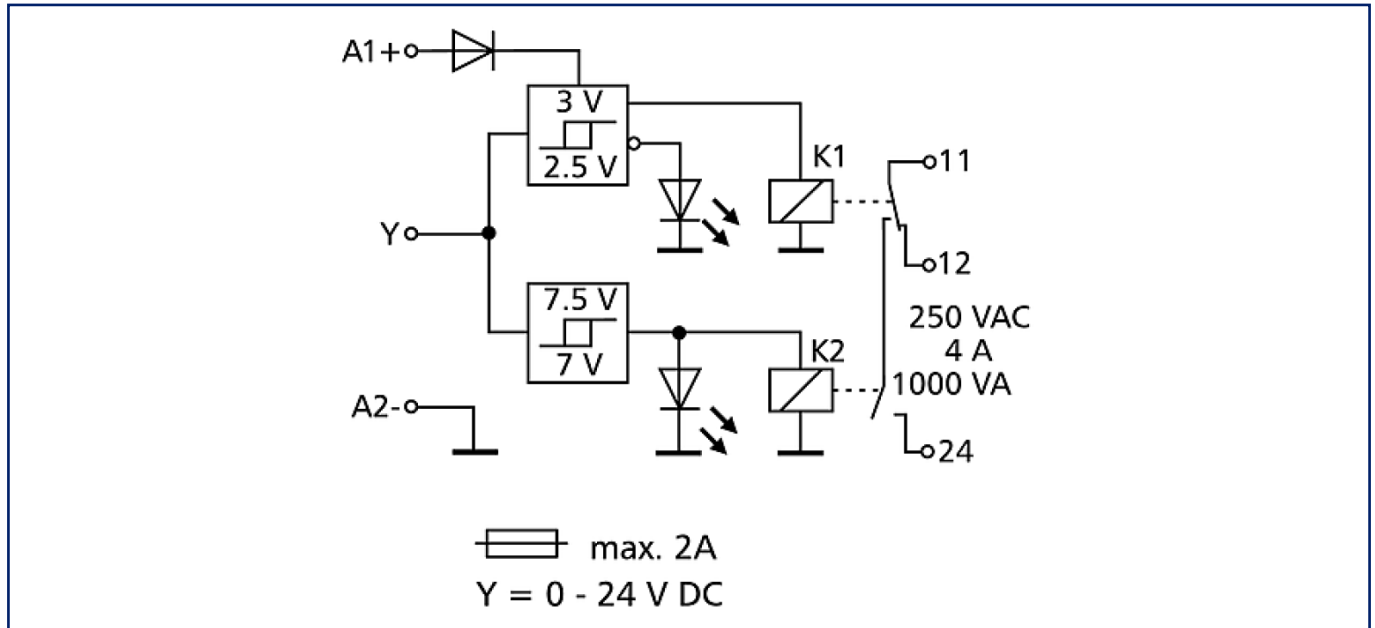 A1+
3 V
2.5 V
K1
11
Y
12
7.5 V
7 V
250 VAC
4 A
K2
1000 VA
A2-
24
max. 2A
Y = 0 - 24 V DC